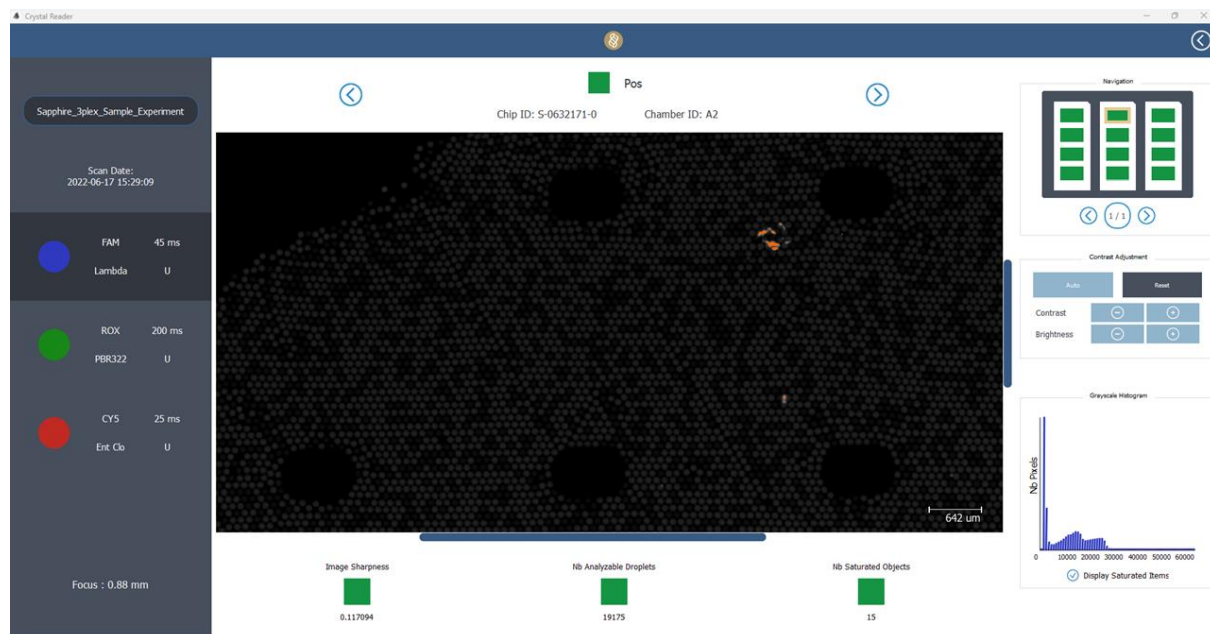 Crystal Reader
Sapphire_3plex_Sample_Experiment
Scan Date:
2022-06-17 15:29:09
FAM 45 ms
Lambda U
ROX 200 ms
PBR322 U
CY5 25 ms
Ent Clo U
Focus : 0.88 mm
Pos
Chip ID: S-0632171-0 Chamber ID: A2
642 um
Image Sharpness
0.117094
Nb Analyzable Droplets
19175
Nb Saturated Objects
15
Navigation
1 / 1
Contrast Adjustment
Auto Reset
Contrast
Brightness
Grayscale Histogram
Nb Pixels
0 10000 20000 30000 40000 50000 60000
Display Saturated Items